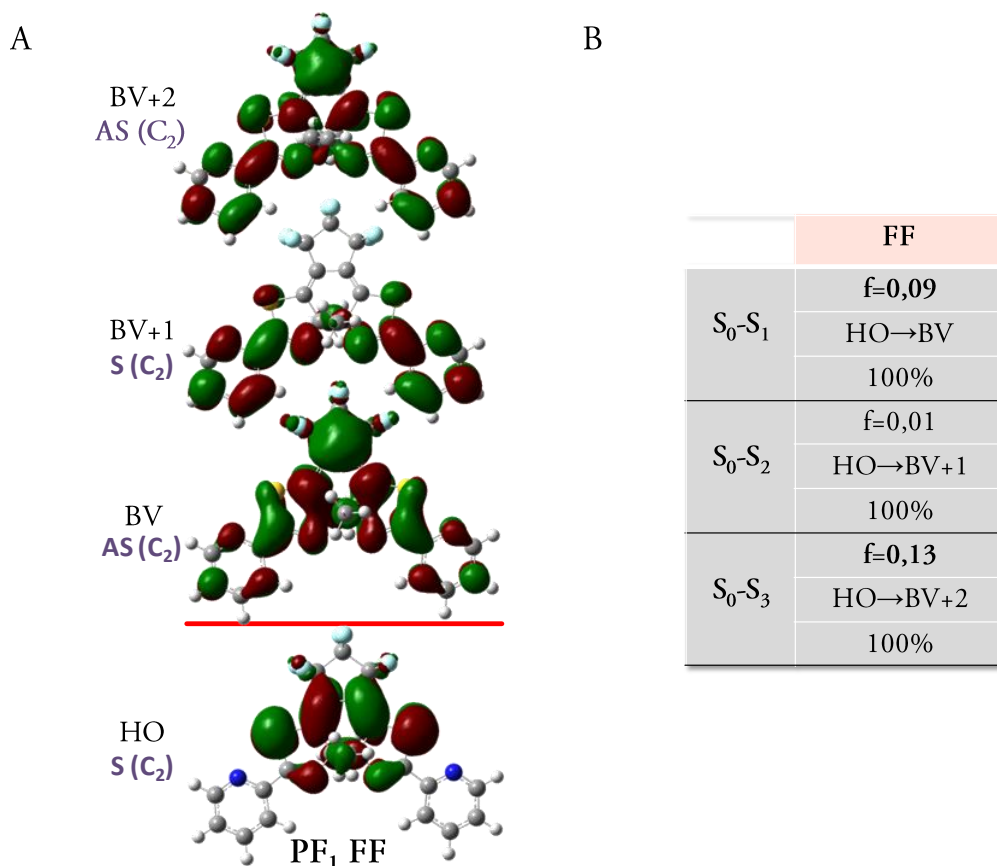 A
B
BV+2
AS (C₂)
BV+1
S (C₂)
BV
AS (C₂)
HO
S (C₂)
PF₁ FF
FF
S₀-S₁
f=0,09
HO→BV
100%
S₀-S₂
f=0,01
HO→BV+1
100%
S₀-S₃
f=0,13
HO→BV+2
100%